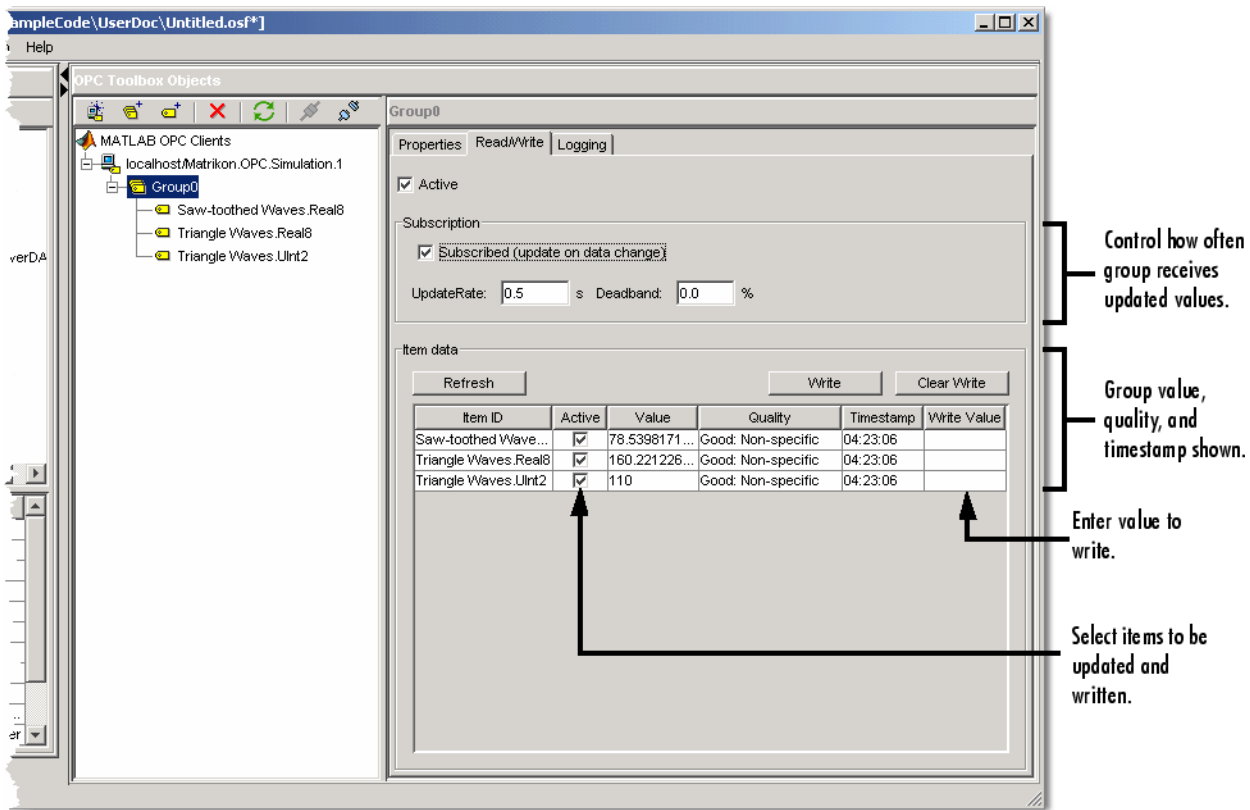 ampleCode\UserDoc\Untitled.osf*]
Help
OPC Toolbox Objects
MATLAB OPC Clients
localhost/Matrikon.OPC.Simulation.1
Group0
Saw-toothed Waves.Real8
Triangle Waves.Real8
Triangle Waves.UInt2
verDA
er
Group0
Properties Read/Write Logging
Active
Subscription
Subscribed (update on data change)
UpdateRate: 0.5 s Deadband: 0.0 %
Item data
Refresh Write Clear Write
Item ID Active Value Quality Timestamp Write Value
Saw-toothed Wave... 78.5398171... Good: Non-specific 04:23:06
Triangle Waves.Real8 160.221226... Good: Non-specific 04:23:06
Triangle Waves.UInt2 110 Good: Non-specific 04:23:06
Control how often
group receives
updated values.
Group value,
quality, and
timestamp shown.
Enter value to
write.
Select items to be
updated and
written.